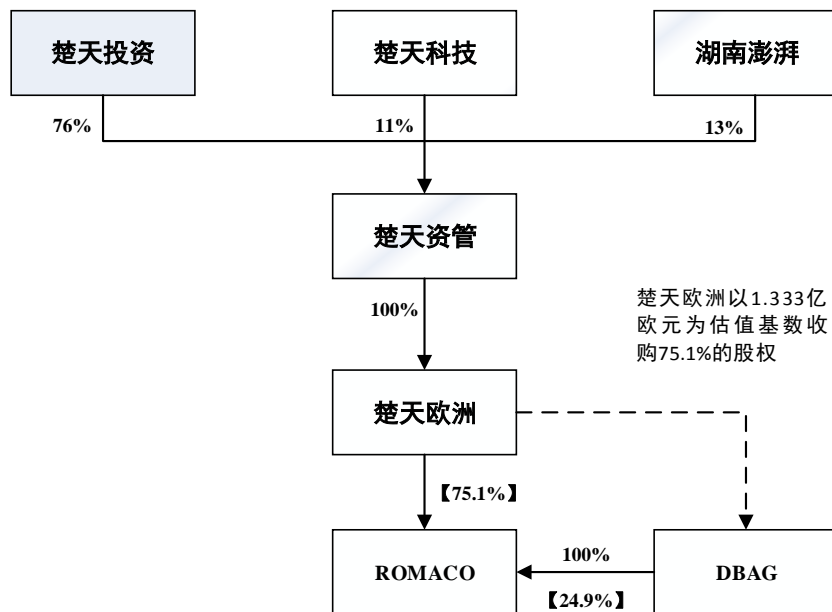 楚天投资
楚天科技
湖南澎湃
76%
11%
13%
楚天资管
100%
楚天欧洲以1.333亿
欧元为估值基数收
购75.1%的股权
楚天欧洲
【75.1%】
ROMACO
100%
【24.9%】
DBAG